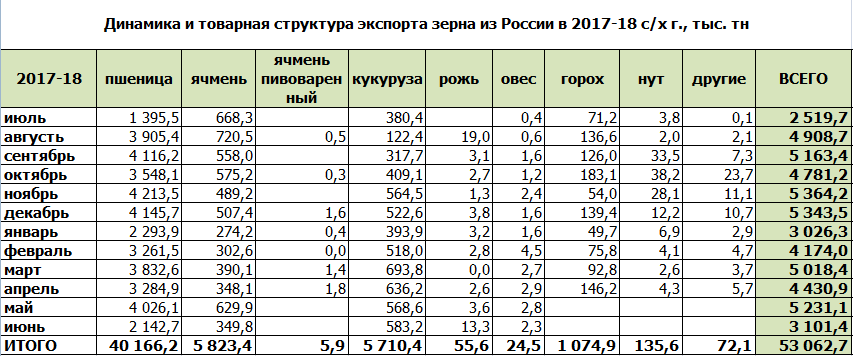 Динамика и товарная структура экспорта зерна из России в 2017-18 с/х г., тыс. тн
2017-18 пшеница ячмень ячмень пивоварен ный кукуруза рожь овес горох нут другие ВСЕГО
июль 1 395,5 668,3 380,4 0,4 71,2 3,8 0,1 2 519,7
августь 3 905,4 720,5 0,5 122,4 19,0 0,6 136,6 2,0 2,1 4 908,7
сентябрь 4 116,2 558,0 317,7 3,1 1,6 126,0 33,5 7,3 5 163,4
октябрь 3 548,1 575,2 0,3 409,1 2,7 1,2 183,1 38,2 23,7 4 781,2
ноябрь 4 213,5 489,2 564,5 1,3 2,4 54,0 28,1 11,1 5 364,2
декабрь 4 145,7 507,4 1,6 522,6 3,8 1,6 139,4 12,2 10,7 5 343,5
январь 2 293,9 274,2 0,4 393,9 3,2 1,6 49,7 6,9 2,9 3 026,3
февраль 3 261,5 302,6 0,0 518,0 2,8 4,5 75,8 4,1 4,7 4 174,0
март 3 832,6 390,1 1,4 693,8 0,0 2,7 92,8 2,6 3,7 5 018,4
апрель 3 284,9 348,1 1,8 636,2 2,6 2,9 146,2 4,3 5,7 4 430,9
май 4 026,1 629,9 568,6 3,6 2,8 5 231,1
июнь 2 142,7 349,8 583,2 13,3 2,3 3 101,4
ИТОГО 40 166,2 5 823,4 5,9 5 710,4 55,6 24,5 1 074,9 135,6 72,1 53 062,7